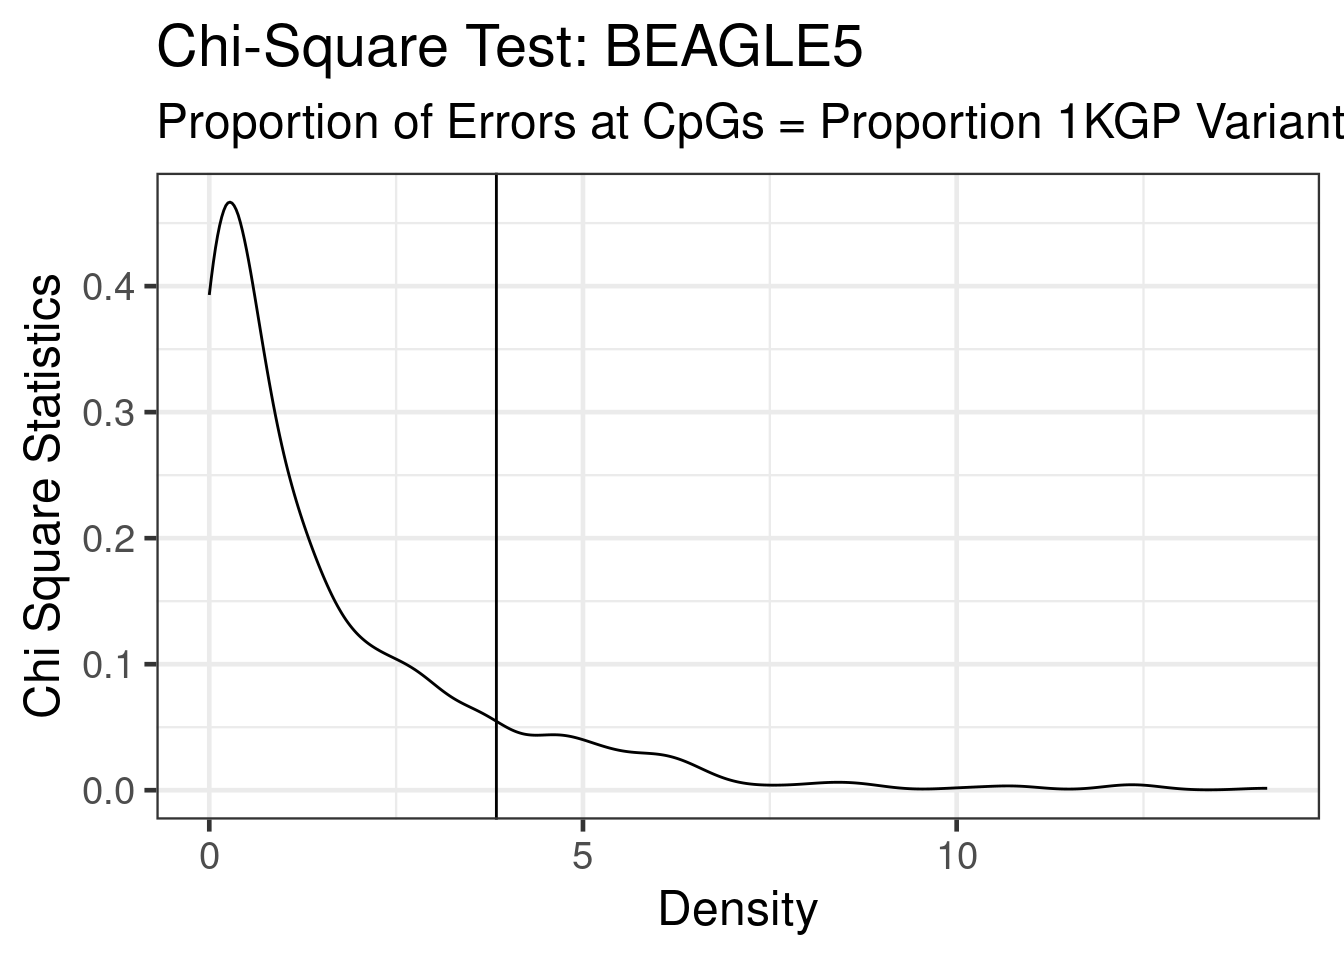 Chi-Square Test: BEAGLE5
Proportion of Errors at CpGs = Proportion 1KGP Variant
Chi Square Statistics
0.4
0.3
0.2
0.1
0.0
0 5 10
Density